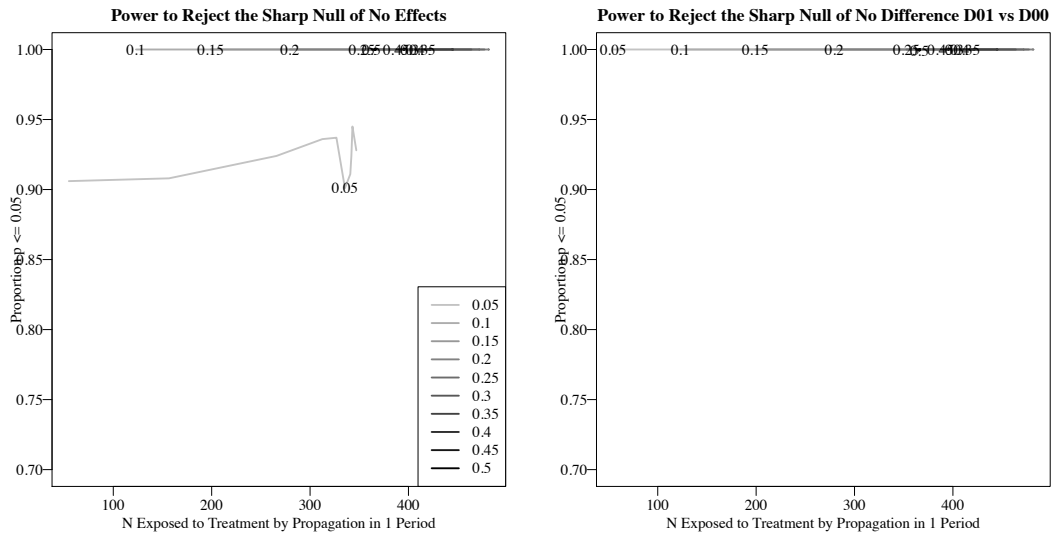 Power to Reject the Sharp Null of No Effects
1.00
0.95
0.90
0.85
0.80
0.75
0.70
Proportion p <= 0.05
0.1 0.15 0.2
0.05
0.05
0.1
0.15
0.2
0.25
0.3
0.35
0.4
0.45
0.5
100 200 300 400
N Exposed to Treatment by Propagation in 1 Period
Power to Reject the Sharp Null of No Difference D01 vs D00
1.00
0.95
0.90
0.85
0.80
0.75
0.70
Proportion p <= 0.05
0.05 0.1 0.15 0.2
100 200 300 400
N Exposed to Treatment by Propagation in 1 Period